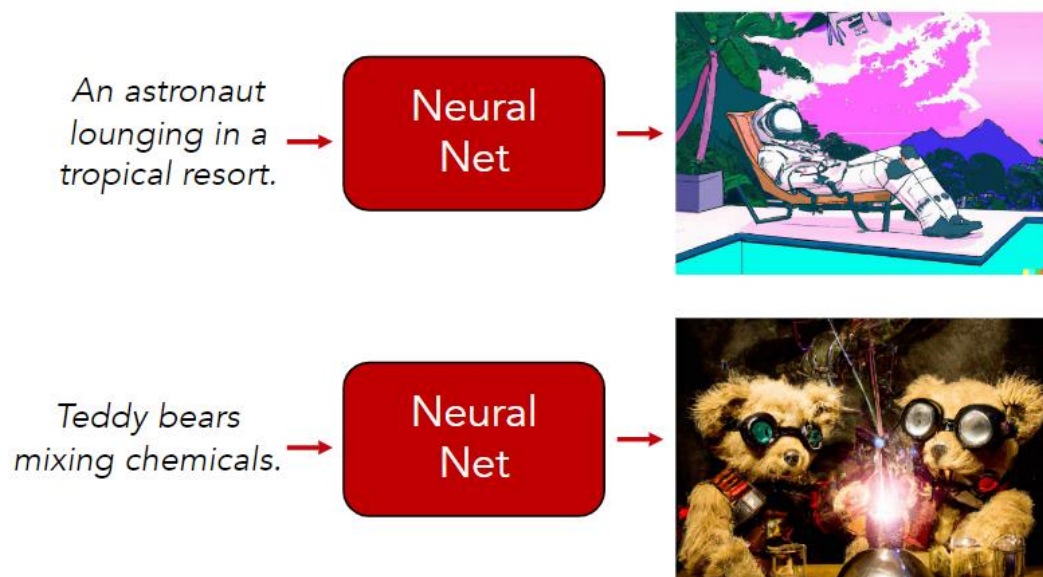 An astronaut
lounging in a
tropical resort.
Neural
Net
Teddy bears
mixing chemicals.
Neural
Net